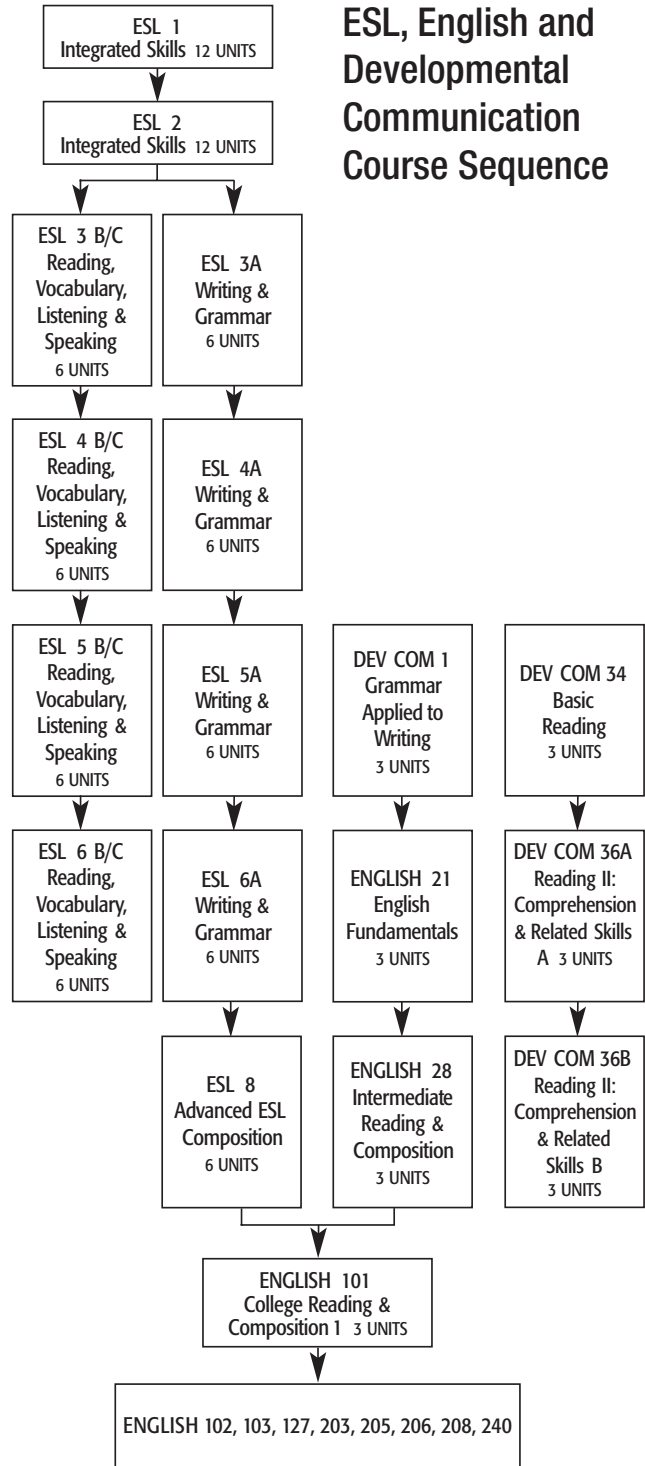 ESL, English and
Developmental
Communication
Course Sequence
ESL 1
Integrated Skills 12 UNITS
ESL 2
Integrated Skills 12 UNITS
ESL 3 B/C
Reading,
Vocabulary,
Listening &
Speaking
6 UNITS
ESL 3A
Writing &
Grammar
6 UNITS
ESL 4 B/C
Reading,
Vocabulary,
Listening &
Speaking
6 UNITS
ESL 4A
Writing &
Grammar
6 UNITS
ESL 5 B/C
Reading,
Vocabulary,
Listening &
Speaking
6 UNITS
ESL 5A
Writing &
Grammar
6 UNITS
DEV COM 1
Grammar
Applied to
Writing
3 UNITS
DEV COM 34
Basic
Reading
3 UNITS
ESL 6 B/C
Reading,
Vocabulary,
Listening &
Speaking
6 UNITS
ESL 6A
Writing &
Grammar
6 UNITS
ENGLISH 21
English
Fundamentals
3 UNITS
DEV COM 36A
Reading II:
Comprehension
& Related Skills
A 3 UNITS
ESL 8
Advanced ESL
Composition
6 UNITS
ENGLISH 28
Intermediate
Reading &
Composition
3 UNITS
DEV COM 36B
Reading II:
Comprehension
& Related
Skills B
3 UNITS
ENGLISH 101
College Reading &
Composition 1 3 UNITS
ENGLISH 102, 103, 127, 203, 205, 206, 208, 240